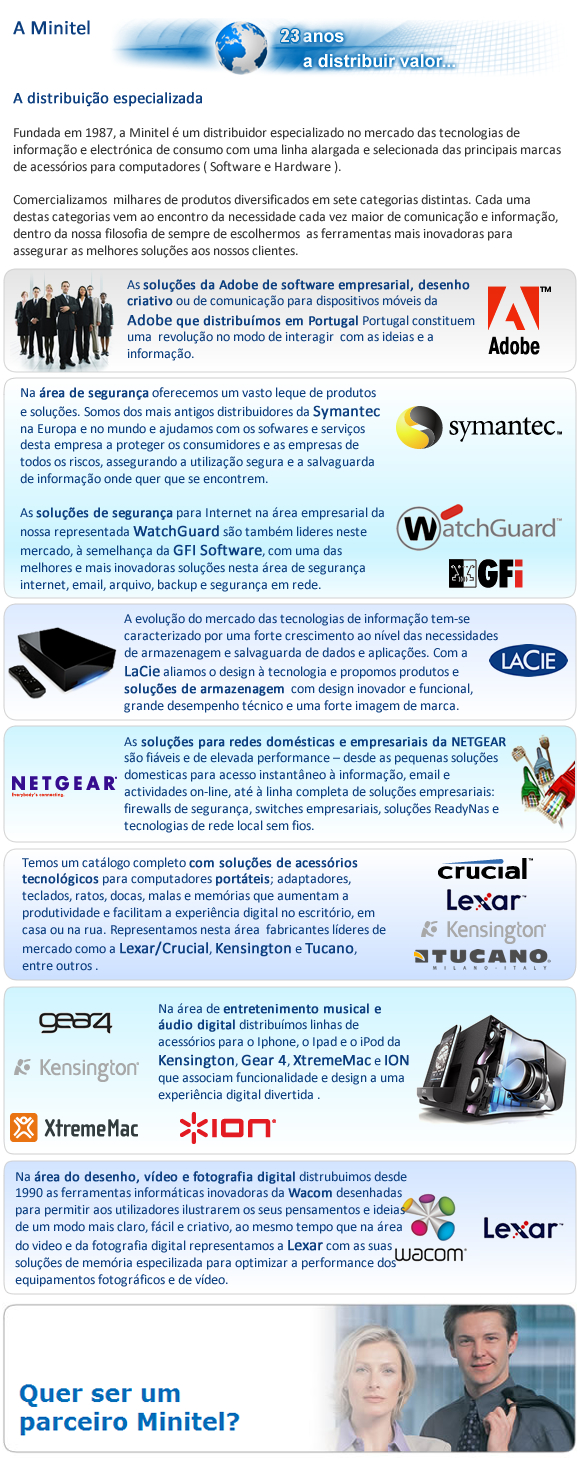 A Minitel
23 anos
a distribuir valor...
A distribuição especializada
Fundada em 1987, a Minitel é um distribuidor especializado no mercado das tecnologias de
informação e electrónica de consumo com uma linha alargada e selecionada das principais marcas
de acessórios para computadores ( Software e Hardware ).
Comercializamos milhares de produtos diversificados em sete categorias distintas. Cada uma
destas categorias vem ao encontro da necessidade cada vez maior de comunicação e informação,
dentro da nossa filosofia de sempre de escolhermos as ferramentas mais inovadoras para
assegurar as melhores soluções aos nossos clientes.
As soluções da Adobe de software empresarial, desenho
criativo ou de comunicação para dispositivos móveis da
Adobe que distribuímos em Portugal Portugal constituem
uma revolução no modo de interagir com as ideias e a
informação.
Adobe
TM
Na área de segurança oferecemos um vasto leque de produtos
e soluções. Somos dos mais antigos distribuidores da Symantec
na Europa e no mundo e ajudamos com os sofwares e serviços
desta empresa a proteger os consumidores e as empresas de
todos os riscos, assegurando a utilização segura e a salvaguarda
de informação onde quer que se encontrem.
symantec.
As soluções de segurança para Internet na área empresarial da
nossa representada WatchGuard são também lideres neste
mercado, à semelhança da GFI Software, com uma das
melhores e mais inovadoras soluções nesta área de segurança
internet, email, arquivo, backup e segurança em rede.
WatchGuard
GFi
A evolução do mercado das tecnologias de informação tem-se
caracterizado por uma forte crescimento ao nível das necessidades
de armazenagem e salvaguarda de dados e aplicações. Com a
LaCie aliamos o design à tecnologia e propomos produtos e
soluções de armazenagem com design inovador e funcional,
grande desempenho técnico e uma forte imagem de marca.
LACIE
As soluções para redes domésticas e empresariais da NETGEAR
são fiáveis e de elevada performance – desde as pequenas soluções
domesticas para acesso instantâneo à informação, email e
actividades on-line, até à linha completa de soluções empresariais:
firewalls de segurança, switches empresariais, soluções ReadyNas e
tecnologias de rede local sem fios.
NETGEAR
Everybody's connecting.
Temos um catálogo completo com soluções de acessórios
tecnológicos para computadores portáteis; adaptadores,
teclados, ratos, docas, malas e memórias que aumentam a
produtividade e facilitam a experiência digital no escritório, em
casa ou na rua. Representamos nesta área fabricantes líderes de
mercado como a Lexar/Crucial, Kensington e Tucano,
entre outros .
crucial
Lexar
Kensington
TUCANO
MILANO - ITALY
Na área de entretenimento musical e
áudio digital distribuímos linhas de
acessórios para o Iphone, o Ipad e o iPod da
Kensington, Gear 4, XtremeMac e ION
que associam funcionalidade e design a uma
experiência digital divertida .
gear4
Kensington
XtremeMac
ION
Na área do desenho, vídeo e fotografia digital distrubuimos desde
1990 as ferramentas informáticas inovadoras da Wacom desenhadas
para permitir aos utilizadores ilustrarem os seus pensamentos e ideias
de um modo mais claro, fácil e criativo, ao mesmo tempo que na área
do video e da fotografia digital representamos a Lexar com as suas
soluções de memória especilizada para optimizar a performance dos
equipamentos fotográficos e de vídeo.
wacom
Lexar
Quer ser um
parceiro Minitel?